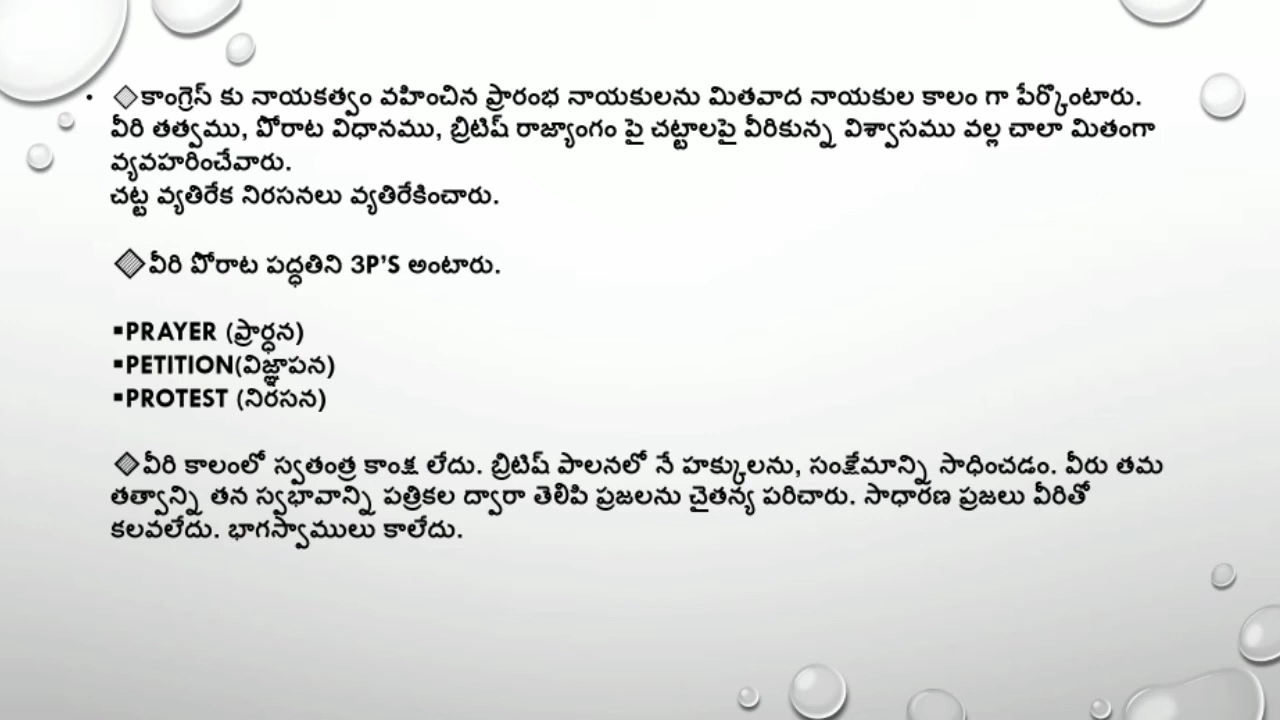 • ◈కాంగ్రెస్ కు నాయకత్వం వహించిన ప్రారంభ నాయకులను మితవాద నాయకుల కాలం గా పేర్కొంటారు.
వీరి తత్వము, పోరాట విధానము, బ్రిటిష్ రాజ్యాంగం పై చట్టాలపై వీరికున్న విశ్వాసము వల్ల చాలా మితంగా
వ్యవహరించేవారు.
చట్ట వ్యతిరేక నిరసనలు వ్యతిరేకించారు.
◈వీరి పోరాట పద్ధతిని 3P'S అంటారు.
▪PRAYER (ప్రార్ధన)
▪PETITION(విజ్ఞాపన)
▪PROTEST (నిరసన)
◈వీరి కాలంలో స్వతంత్ర కాంక్ష లేదు. బ్రిటిష్ పాలనలో నే హక్కులను, సంక్షేమాన్ని సాధించడం. వీరు తమ
తత్వాన్ని తన స్వభావాన్ని పత్రికల ద్వారా తెలిపి ప్రజలను చైతన్య పరిచారు. సాధారణ ప్రజలు వీరితో
కలవలేదు. భాగస్వాములు కాలేదు.